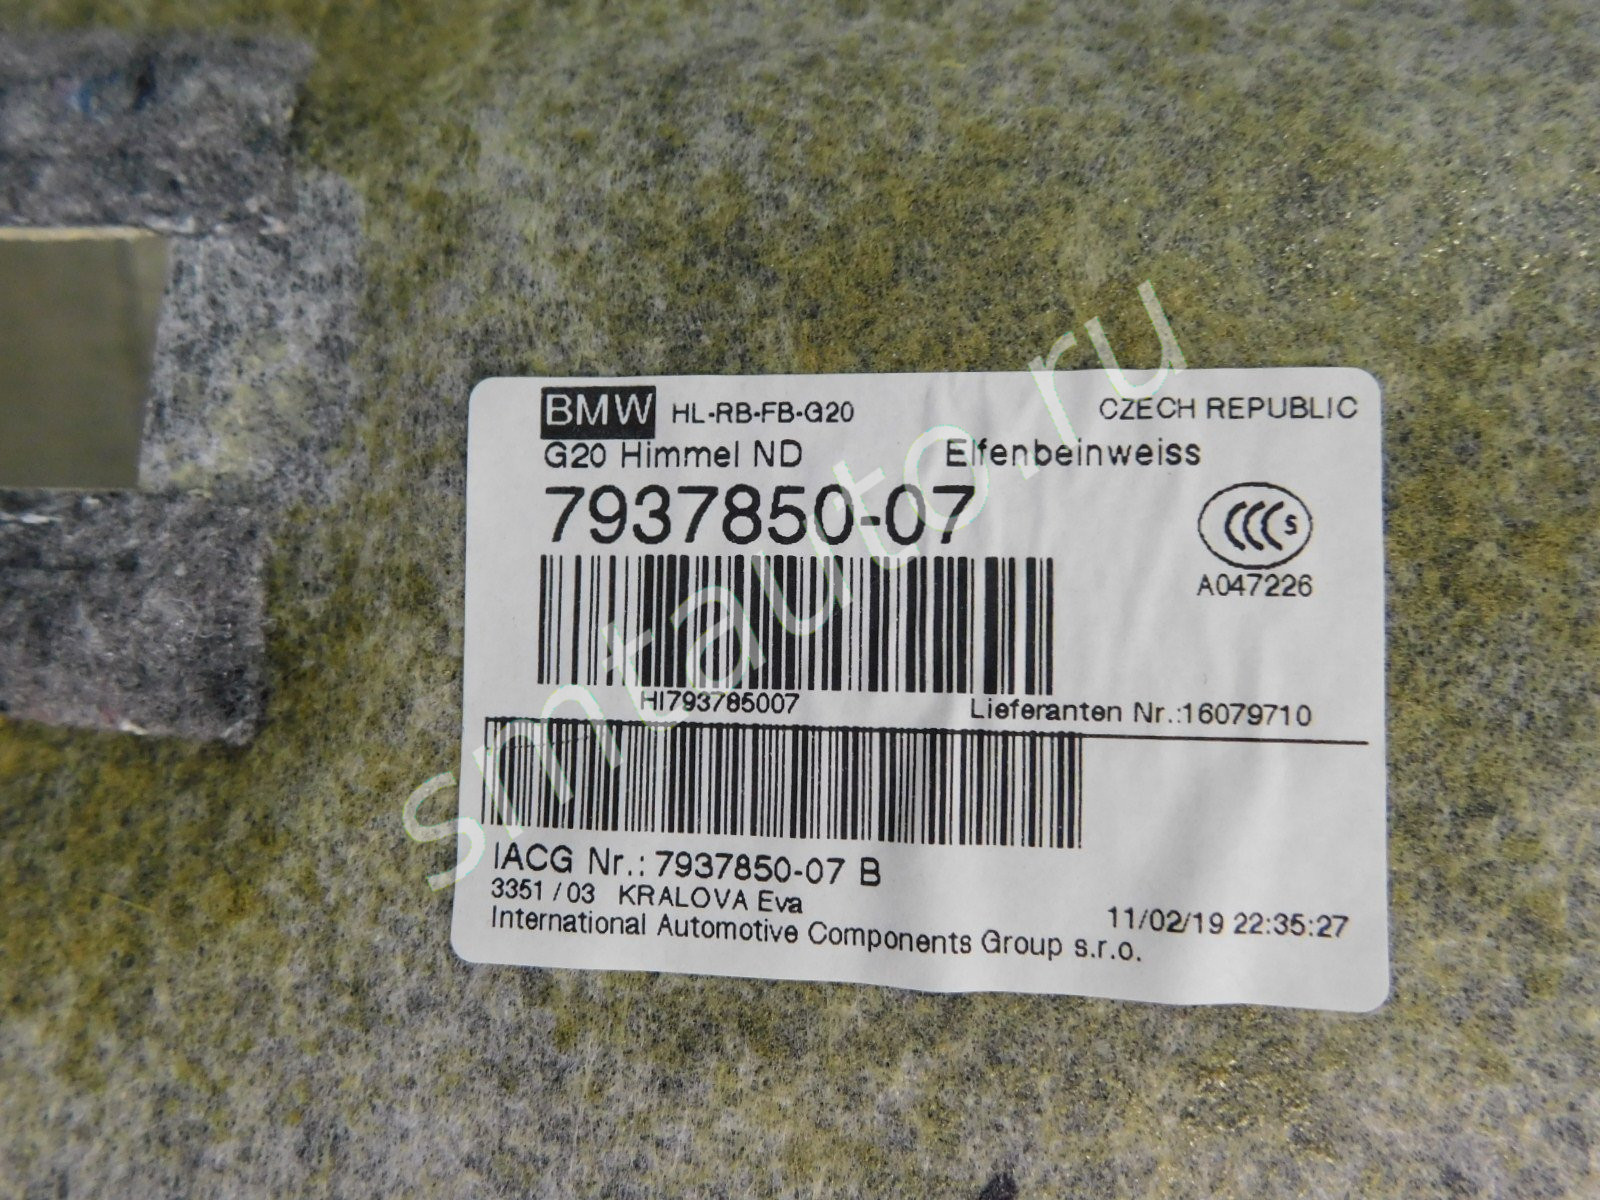 BMW HL-RB-FB-G20 CZECH REPUBLIC
G20 Himmel ND Elfenbeinweiss
7937850-07
CCC S
A047226
HI793785007 Lieferanten Nr.:16079710
IACG Nr.: 7937850-07 B
3351 / 03 KRALOVA Eva
International Automotive Components Group s.r.o. 11/02/19 22:35:27
smtauto.ru